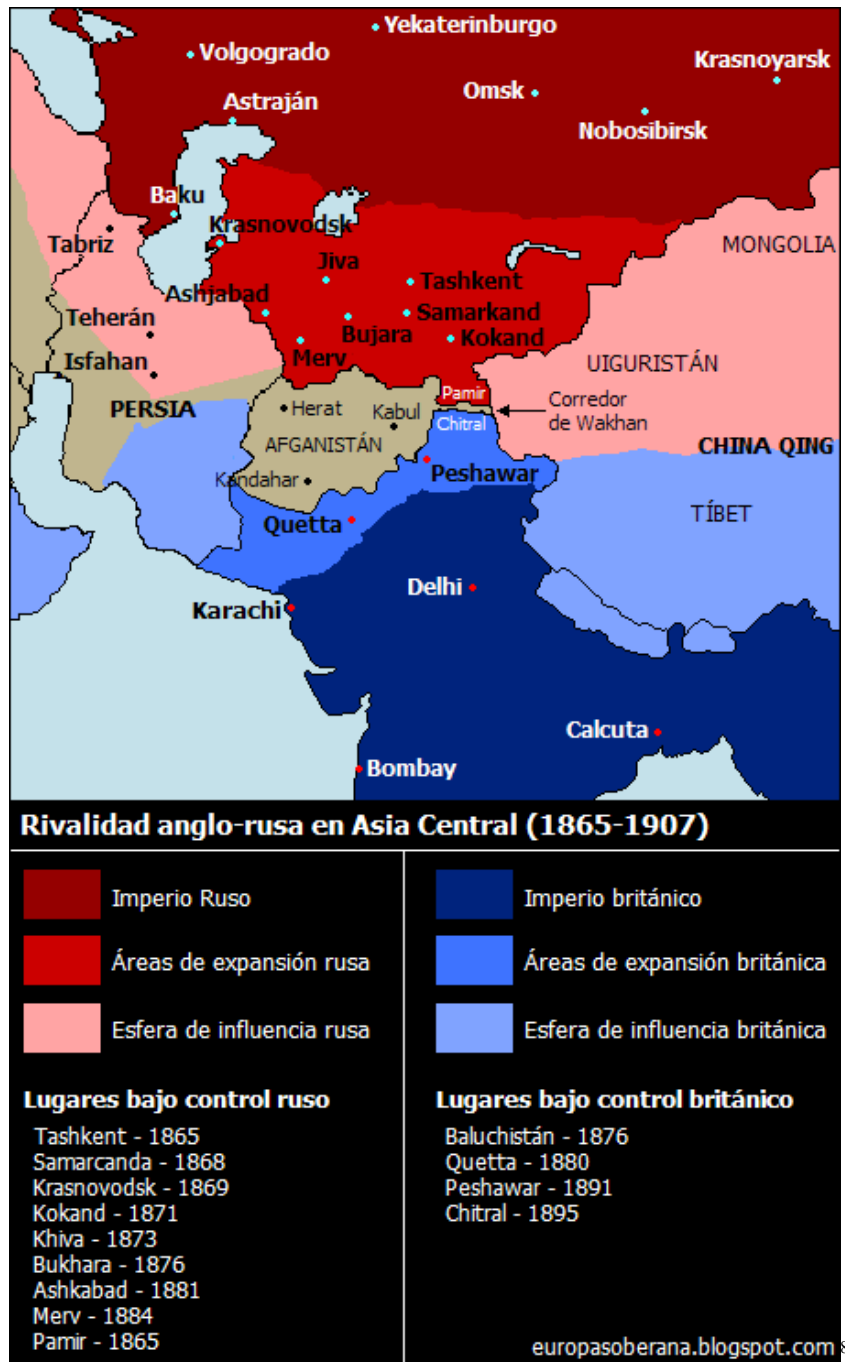 Yekaterinburgo
Volgogrado
Krasnoyarsk
Omsk
Astraján
Nobosibirsk
Baku
Krasnovodsk
Tabriz
MONGOLIA
Jiva
Tashkent
Ashjabad
Teherán
Samarkand
Bujara
Kokand
Merv
Isfahan
UIGURISTÁN
Pamir
Corredor
de Wakhan
PERSIA
Herat
Kabul
Chitral
AFGANISTÁN
CHINA QING
Kandahar
Peshawar
TÍBET
Quetta
Delhi
Karachi
Calcuta
Bombay
Rivalidad anglo-rusa en Asia Central (1865-1907)
Imperio Ruso
Áreas de expansión rusa
Esfera de influencia rusa
Imperio británico
Áreas de expansión británica
Esfera de influencia británica
Lugares bajo control ruso
Tashkent - 1865
Samarcanda - 1868
Krasnovodsk - 1869
Kokand - 1871
Khiva - 1873
Bukhara - 1876
Ashkabad - 1881
Merv - 1884
Pamir - 1865
Lugares bajo control británico
Baluchistán - 1876
Quetta - 1880
Peshawar - 1891
Chitral - 1895
europasoberana.blogspot.com